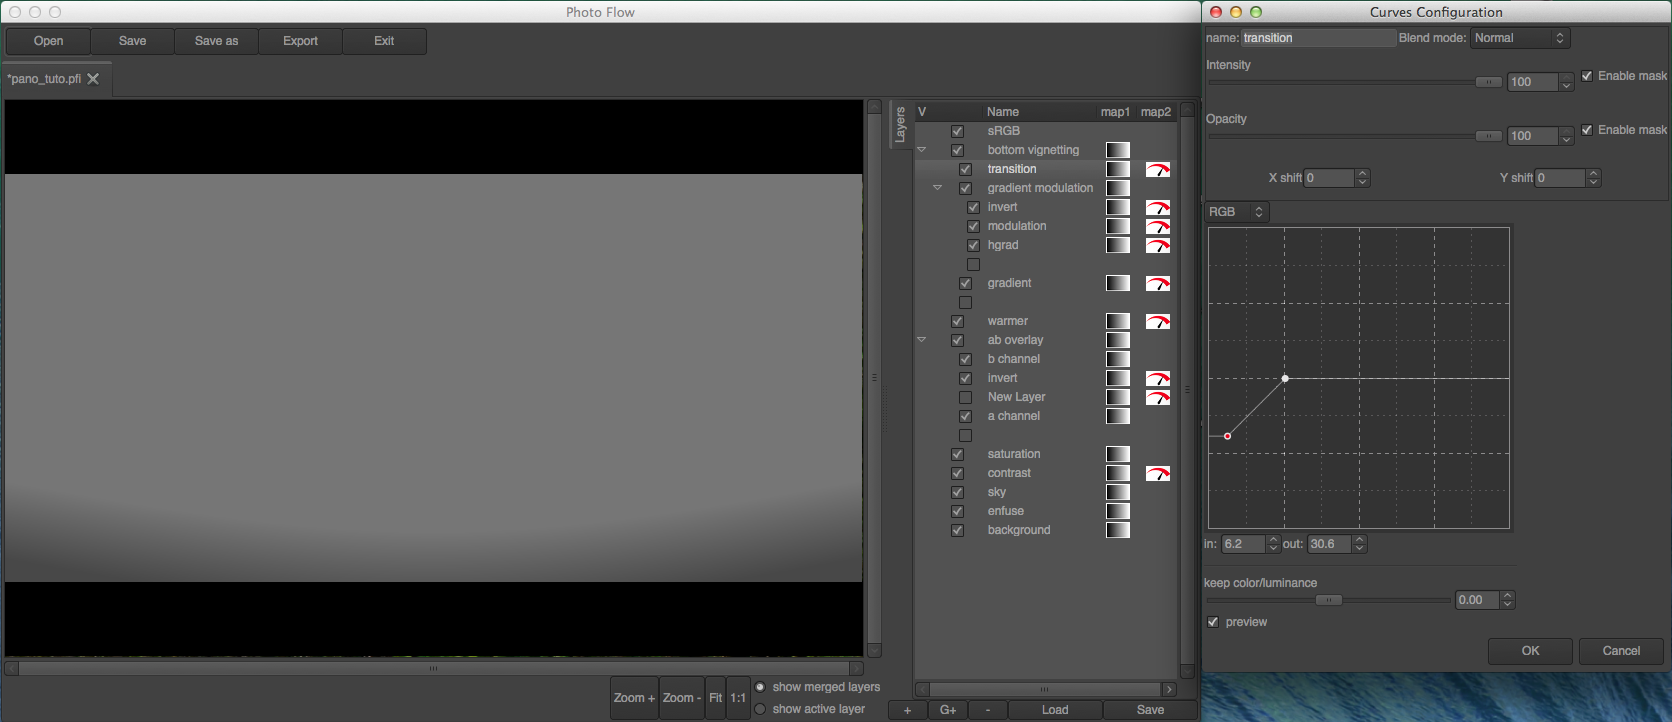 Photo Flow
Open Save Save as Export Exit
*pano_tuto.pfi
Layers
V Name map1 map2
sRGB
bottom vignetting
transition
gradient modulation
invert
modulation
hgrad
gradient
warmer
ab overlay
b channel
invert
New Layer
a channel
saturation
contrast
sky
enfuse
background
Zoom + Zoom - Fit 1:1
show merged layers
show active layer
+ G+ - Load Save
Curves Configuration
name: transition Blend mode: Normal
Intensity
100 Enable mask
Opacity
100 Enable mask
X shift 0 Y shift 0
RGB
in: 6.2 out: 30.6
keep color/luminance
0.00
preview
OK Cancel